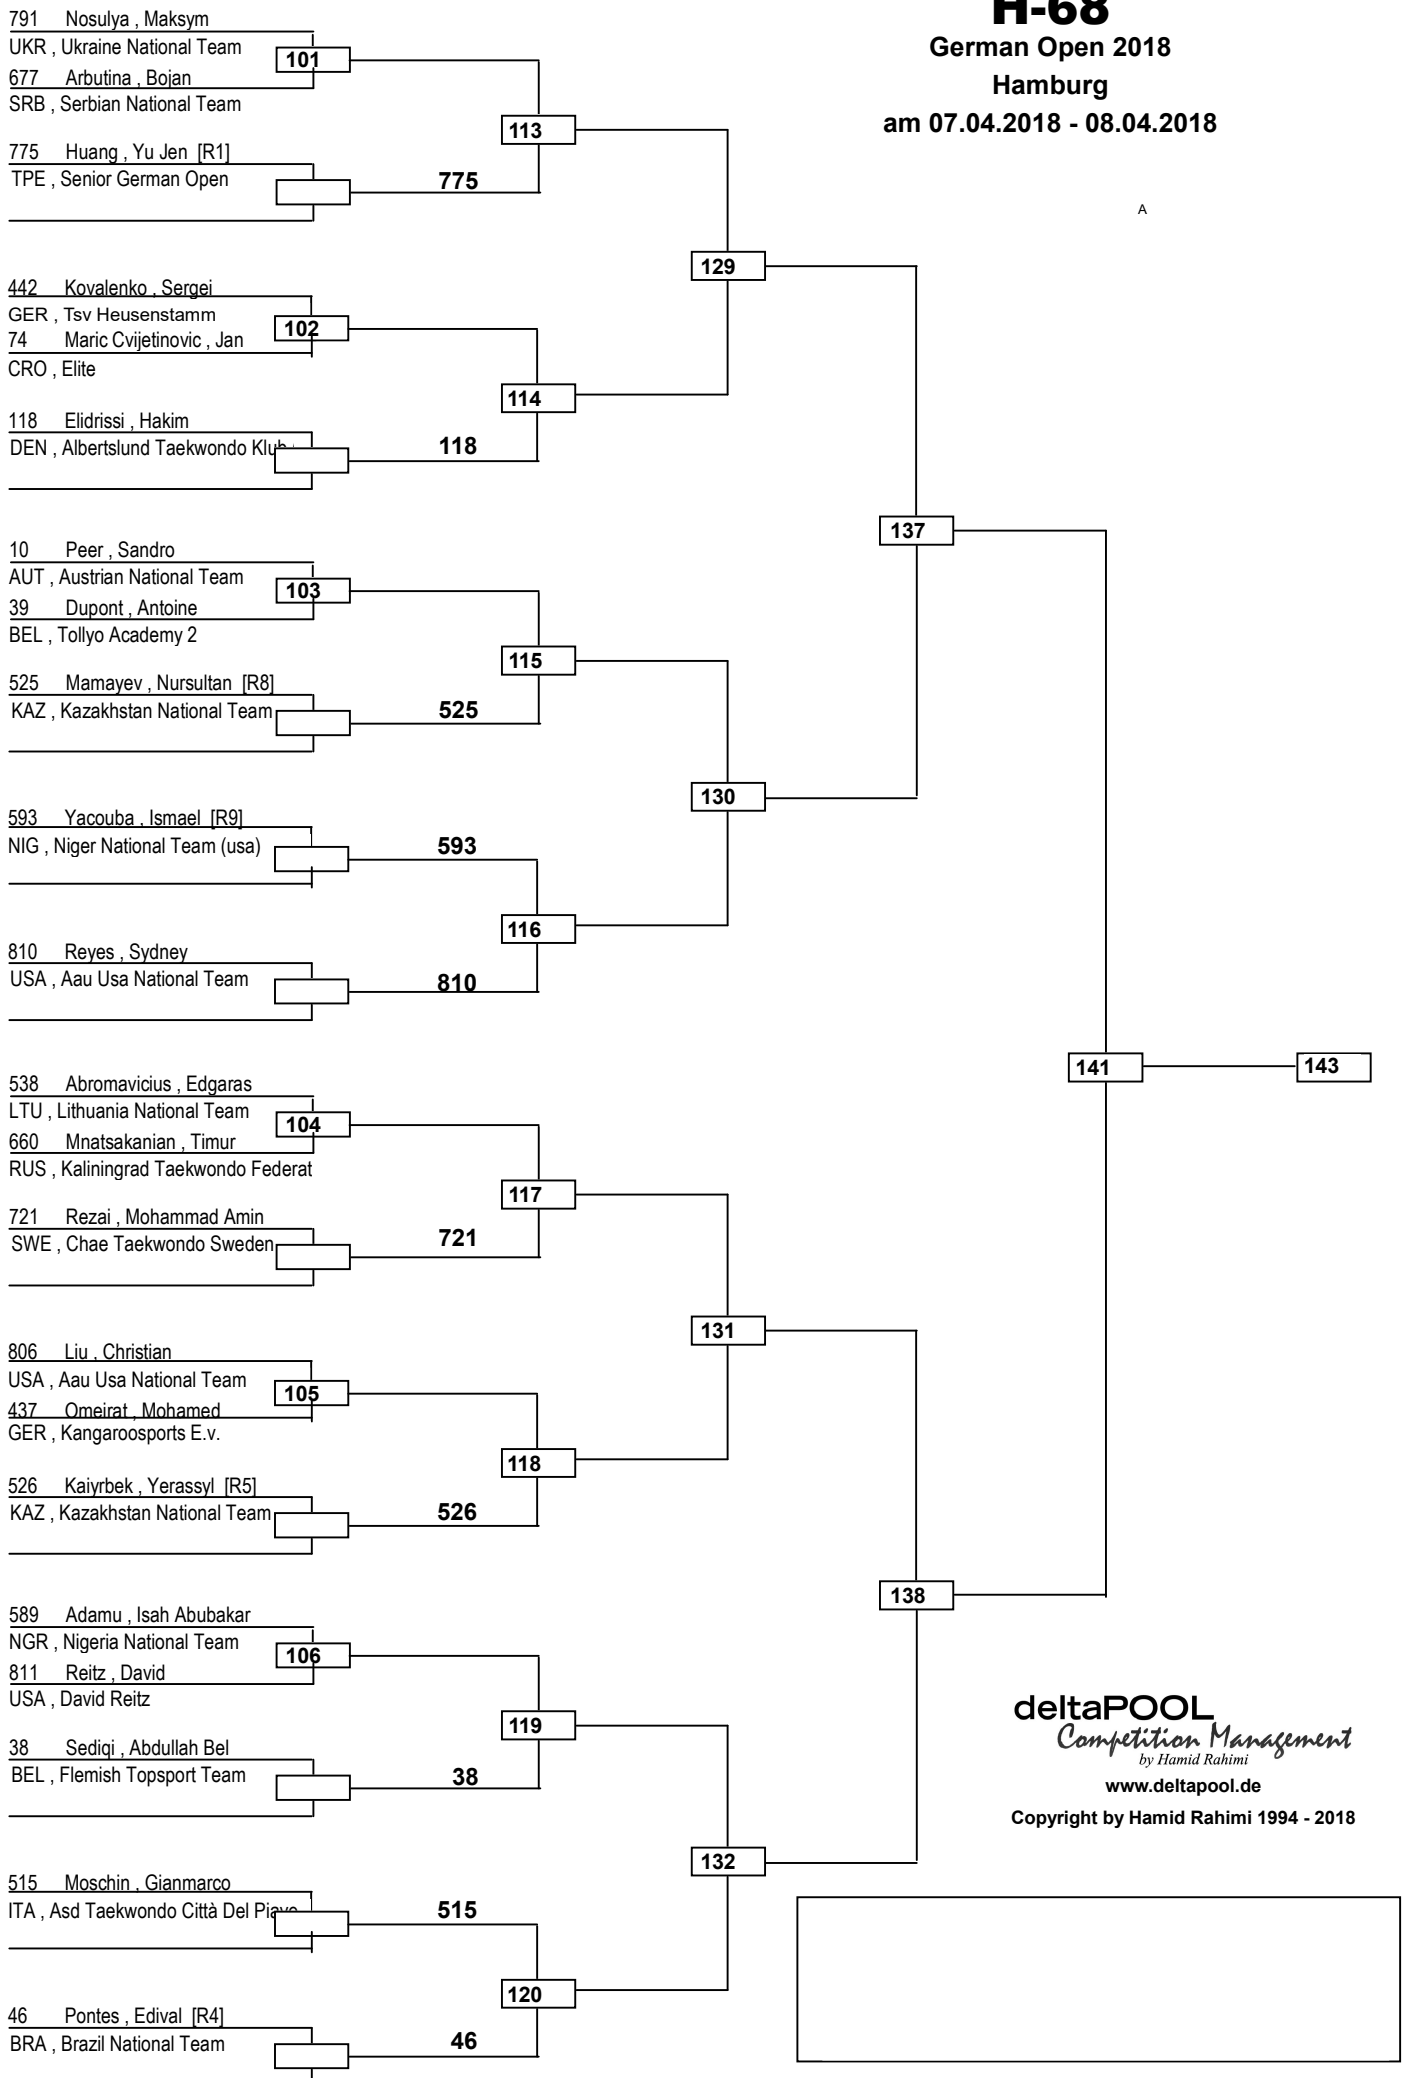 H-68
German Open 2018
Hamburg
am 07.04.2018 - 08.04.2018
A
791 Nosulya , Maksym
UKR , Ukraine National Team
101
677 Arbutina , Bojan
SRB , Serbian National Team
113
775 Huang , Yu Jen [R1]
TPE , Senior German Open
775
129
442 Kovalenko , Sergei
GER , Tsv Heusenstamm
102
74 Maric Cvijetinovic , Jan
CRO , Elite
114
118 Elidrissi , Hakim
DEN , Albertslund Taekwondo Klub
118
137
10 Peer , Sandro
AUT , Austrian National Team
103
39 Dupont , Antoine
BEL , Tollyo Academy 2
115
525 Mamayev , Nursultan [R8]
KAZ , Kazakhstan National Team
525
130
593 Yacouba , Ismael [R9]
NIG , Niger National Team (usa)
593
116
810 Reyes , Sydney
USA , Aau Usa National Team
810
141
143
538 Abromavicius , Edgaras
LTU , Lithuania National Team
104
660 Mnatsakanian , Timur
RUS , Kaliningrad Taekwondo Federat
117
721 Rezai , Mohammad Amin
SWE , Chae Taekwondo Sweden
721
131
806 Liu , Christian
USA , Aau Usa National Team
105
437 Omeirat , Mohamed
GER , Kangaroosports E.v.
118
526 Kaiyrbek , Yerassyl [R5]
KAZ , Kazakhstan National Team
526
138
589 Adamu , Isah Abubakar
NGR , Nigeria National Team
106
811 Reitz , David
USA , David Reitz
119
38 Sediqi , Abdullah Bel
BEL , Flemish Topsport Team
38
132
515 Moschin , Gianmarco
ITA , Asd Taekwondo Città Del Piave
515
120
46 Pontes , Edival [R4]
BRA , Brazil National Team
46
deltaPOOL
Competition Management
by Hamid Rahimi
www.deltapool.de
Copyright by Hamid Rahimi 1994 - 2018